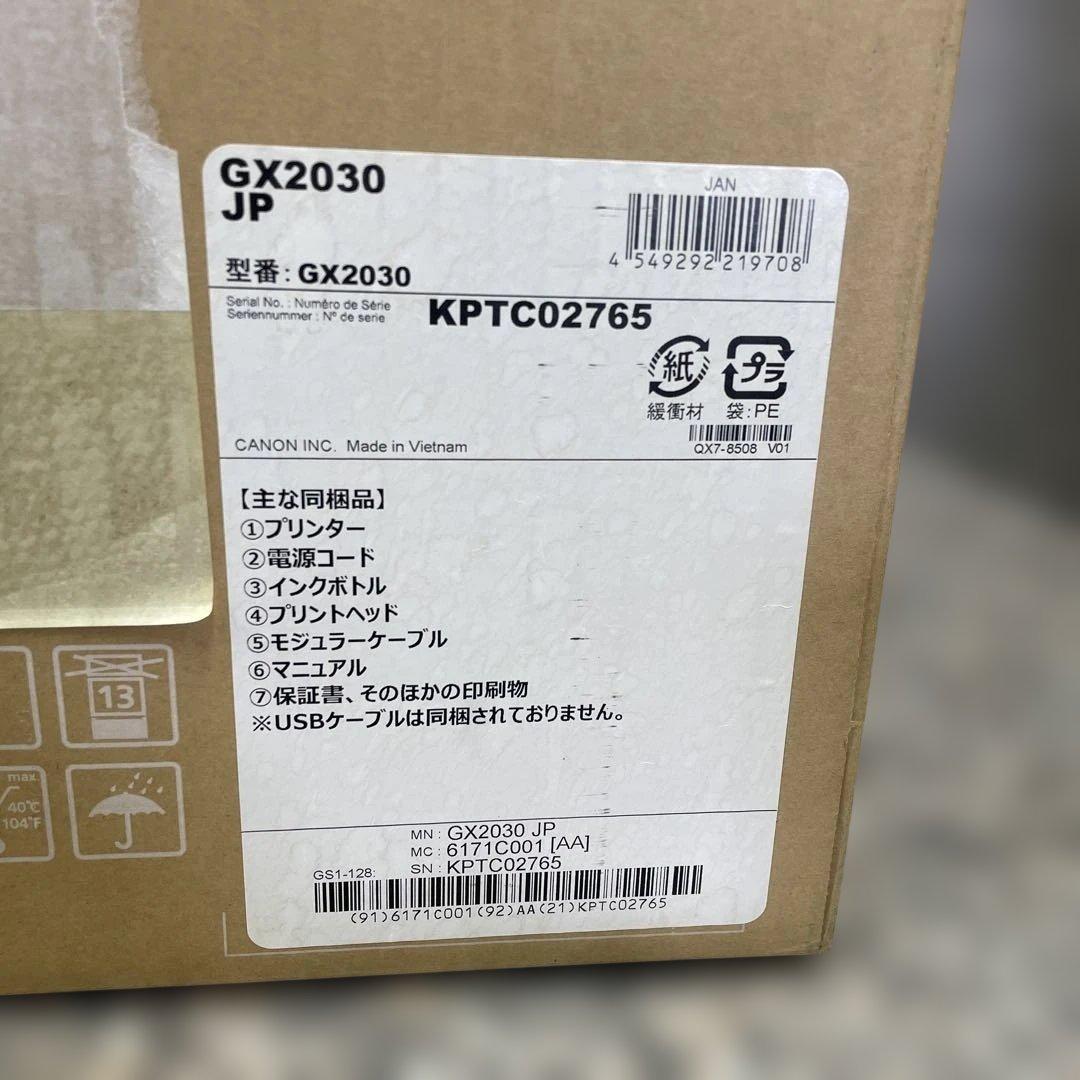 GX2030
JP
JAN
4 549292 219708
型番: GX2030
Serial No. : Numéro de Série
Seriennummer : Nº de serie
KPTC02765
紙
プラ
緩衝材
袋:PE
QX7-8508 V01
CANON INC. Made in Vietnam
【主な同梱品】
①プリンター
②電源コード
③インクボトル
④プリントヘッド
⑤モジュラーケーブル
⑥マニュアル
⑦保証書、そのほかの印刷物
※USBケーブルは同梱されておりません。
13
max.
40℃
104°F
MN : GX2030 JP
MC : 6171C001 [AA]
SN : KPTC02765
GS1-128:
(91)6171C001(92)AA(21)KPTC02765